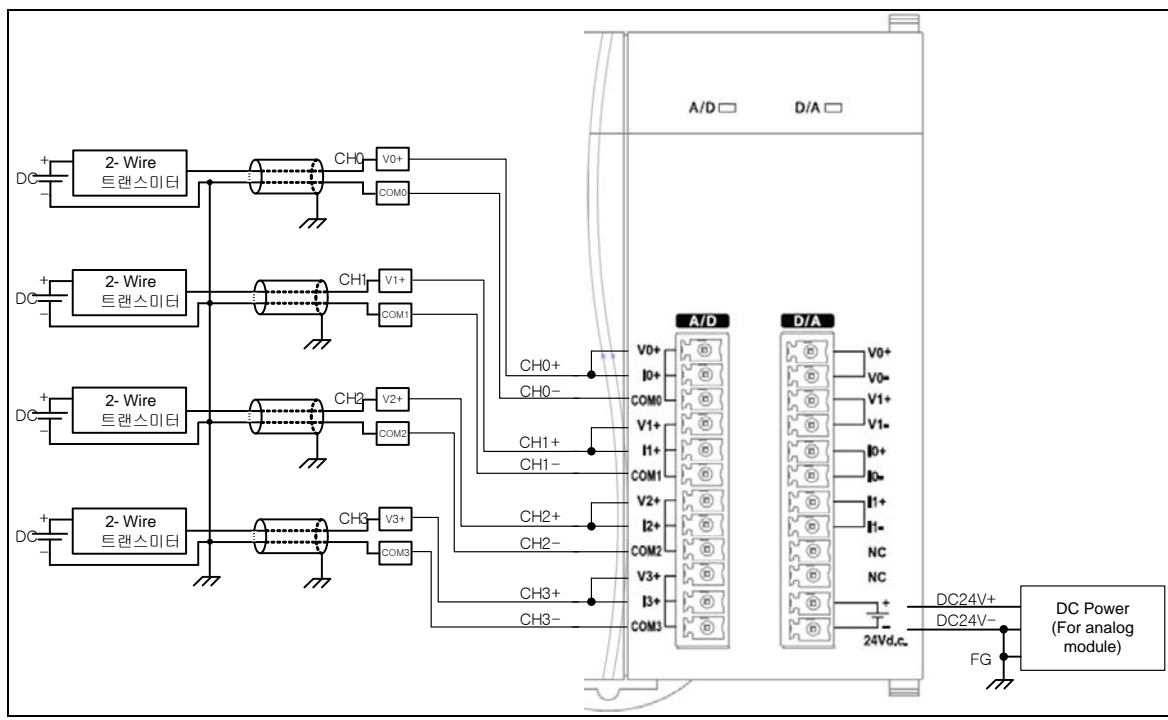 A/D
D/A
2- Wire
트랜스미터
DC
+
−
CH0
V0+
COM0
2- Wire
트랜스미터
DC
+
−
CH1
V1+
COM1
2- Wire
트랜스미터
DC
+
−
CH2
V2+
COM2
2- Wire
트랜스미터
DC
+
−
CH3
V3+
COM3
CH0+
CH0−
CH1+
CH1−
CH2+
CH2−
CH3+
CH3−
A/D
V0+
I0+
COM0
V1+
I1+
COM1
V2+
I2+
COM2
V3+
I3+
COM3
D/A
V0+
V0-
V1+
V1-
I0+
I0-
I1+
I1-
NC
NC
+
−
24Vd.c.
DC24V+
DC24V−
FG
DC Power
(For analog
module)